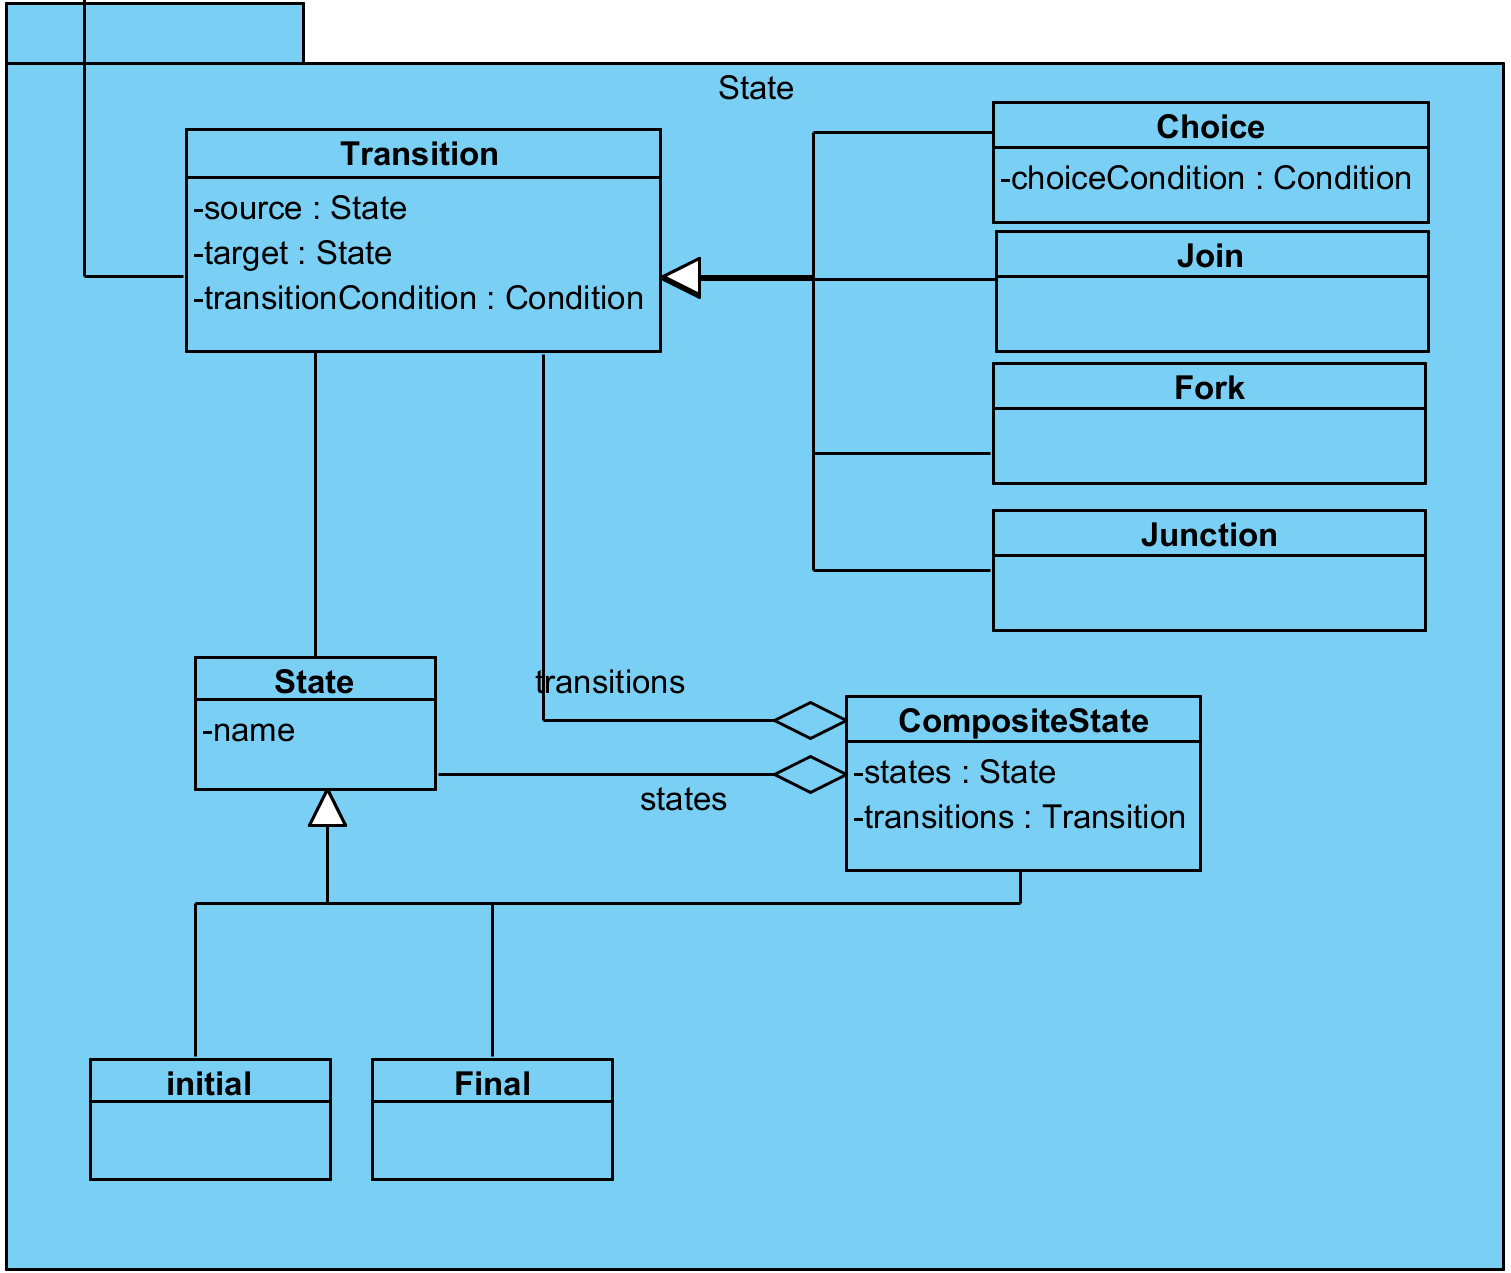 State
Transition
-source : State
-target : State
-transitionCondition : Condition
Choice
-choiceCondition : Condition
Join
Fork
Junction
State
-name
transitions
states
CompositeState
-states : State
-transitions : Transition
initial
Final